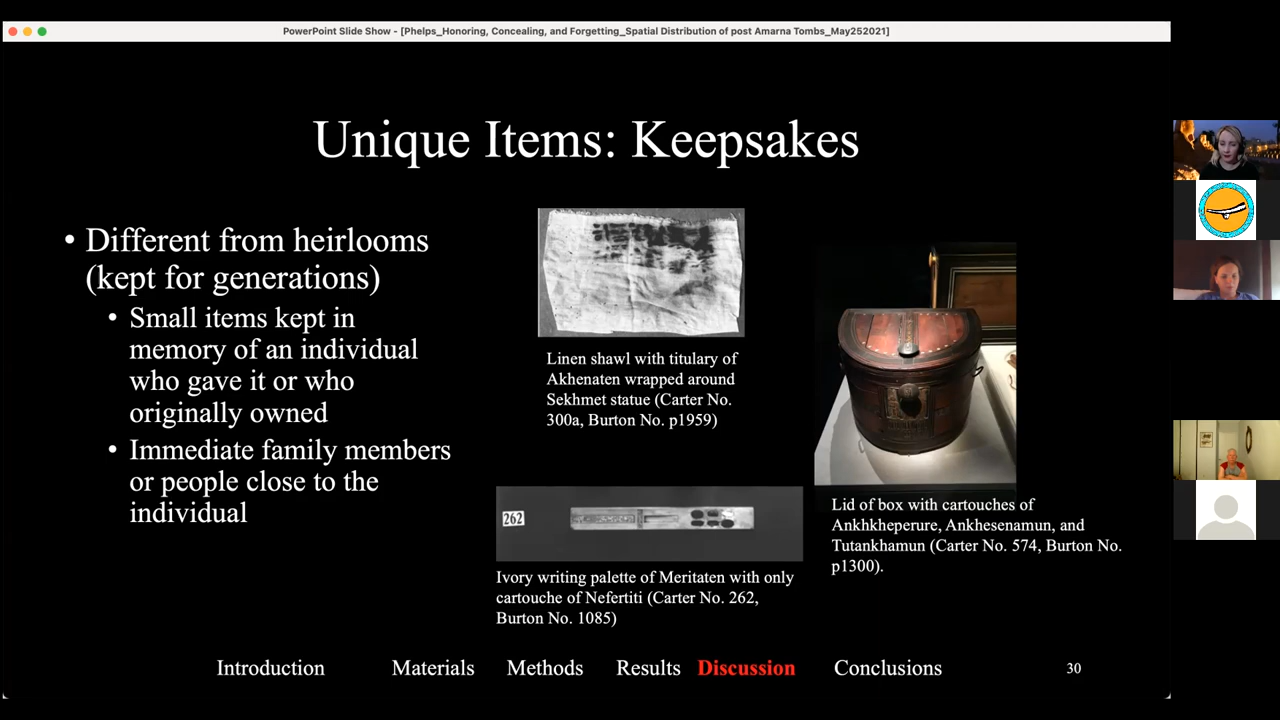 PowerPoint Slide Show - [Phelps_Honoring, Concealing, and Forgetting_Spatial Distribution of post Amarna Tombs_May252021]
Unique Items: Keepsakes
• Different from heirlooms
(kept for generations)
• Small items kept in
memory of an individual
who gave it or who
originally owned
• Immediate family members
or people close to the
individual
Linen shawl with titulary of
Akhenaten wrapped around
Sekhmet statue (Carter No.
300a, Burton No. p1959)
262
Ivory writing palette of Meritaten with only
cartouche of Nefertiti (Carter No. 262,
Burton No. 1085)
Lid of box with cartouches of
Ankhkheperure, Ankhesenamun, and
Tutankhamun (Carter No. 574, Burton No.
p1300).
Introduction Materials Methods Results Discussion Conclusions 30